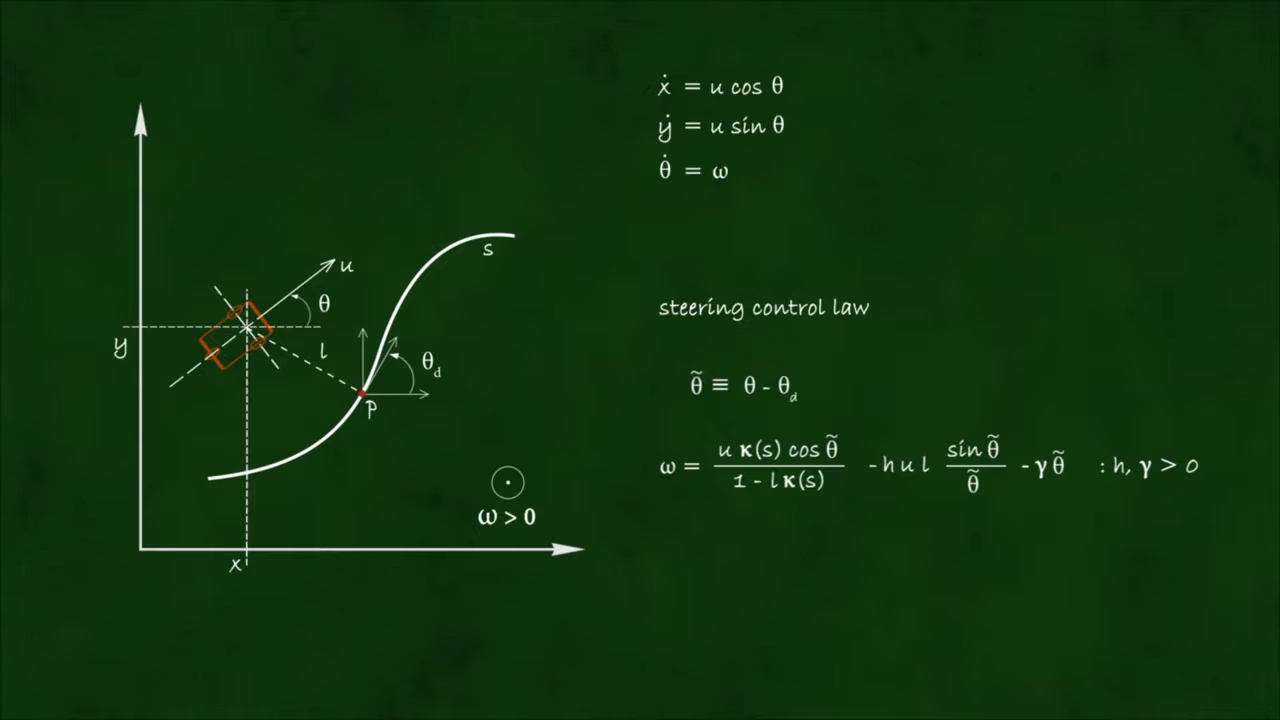 ẋ = u cos θ
ẏ = u sin θ
θ̇ = ω
s
u
θ
y
l
θd
P
ω > 0
x
steering control law
θ̃ ≡ θ - θd
ω = u κ(s) cos θ̃ / 1 - l κ(s) - h u l sin θ̃ / θ̃ - γ θ̃ : h, γ > 0